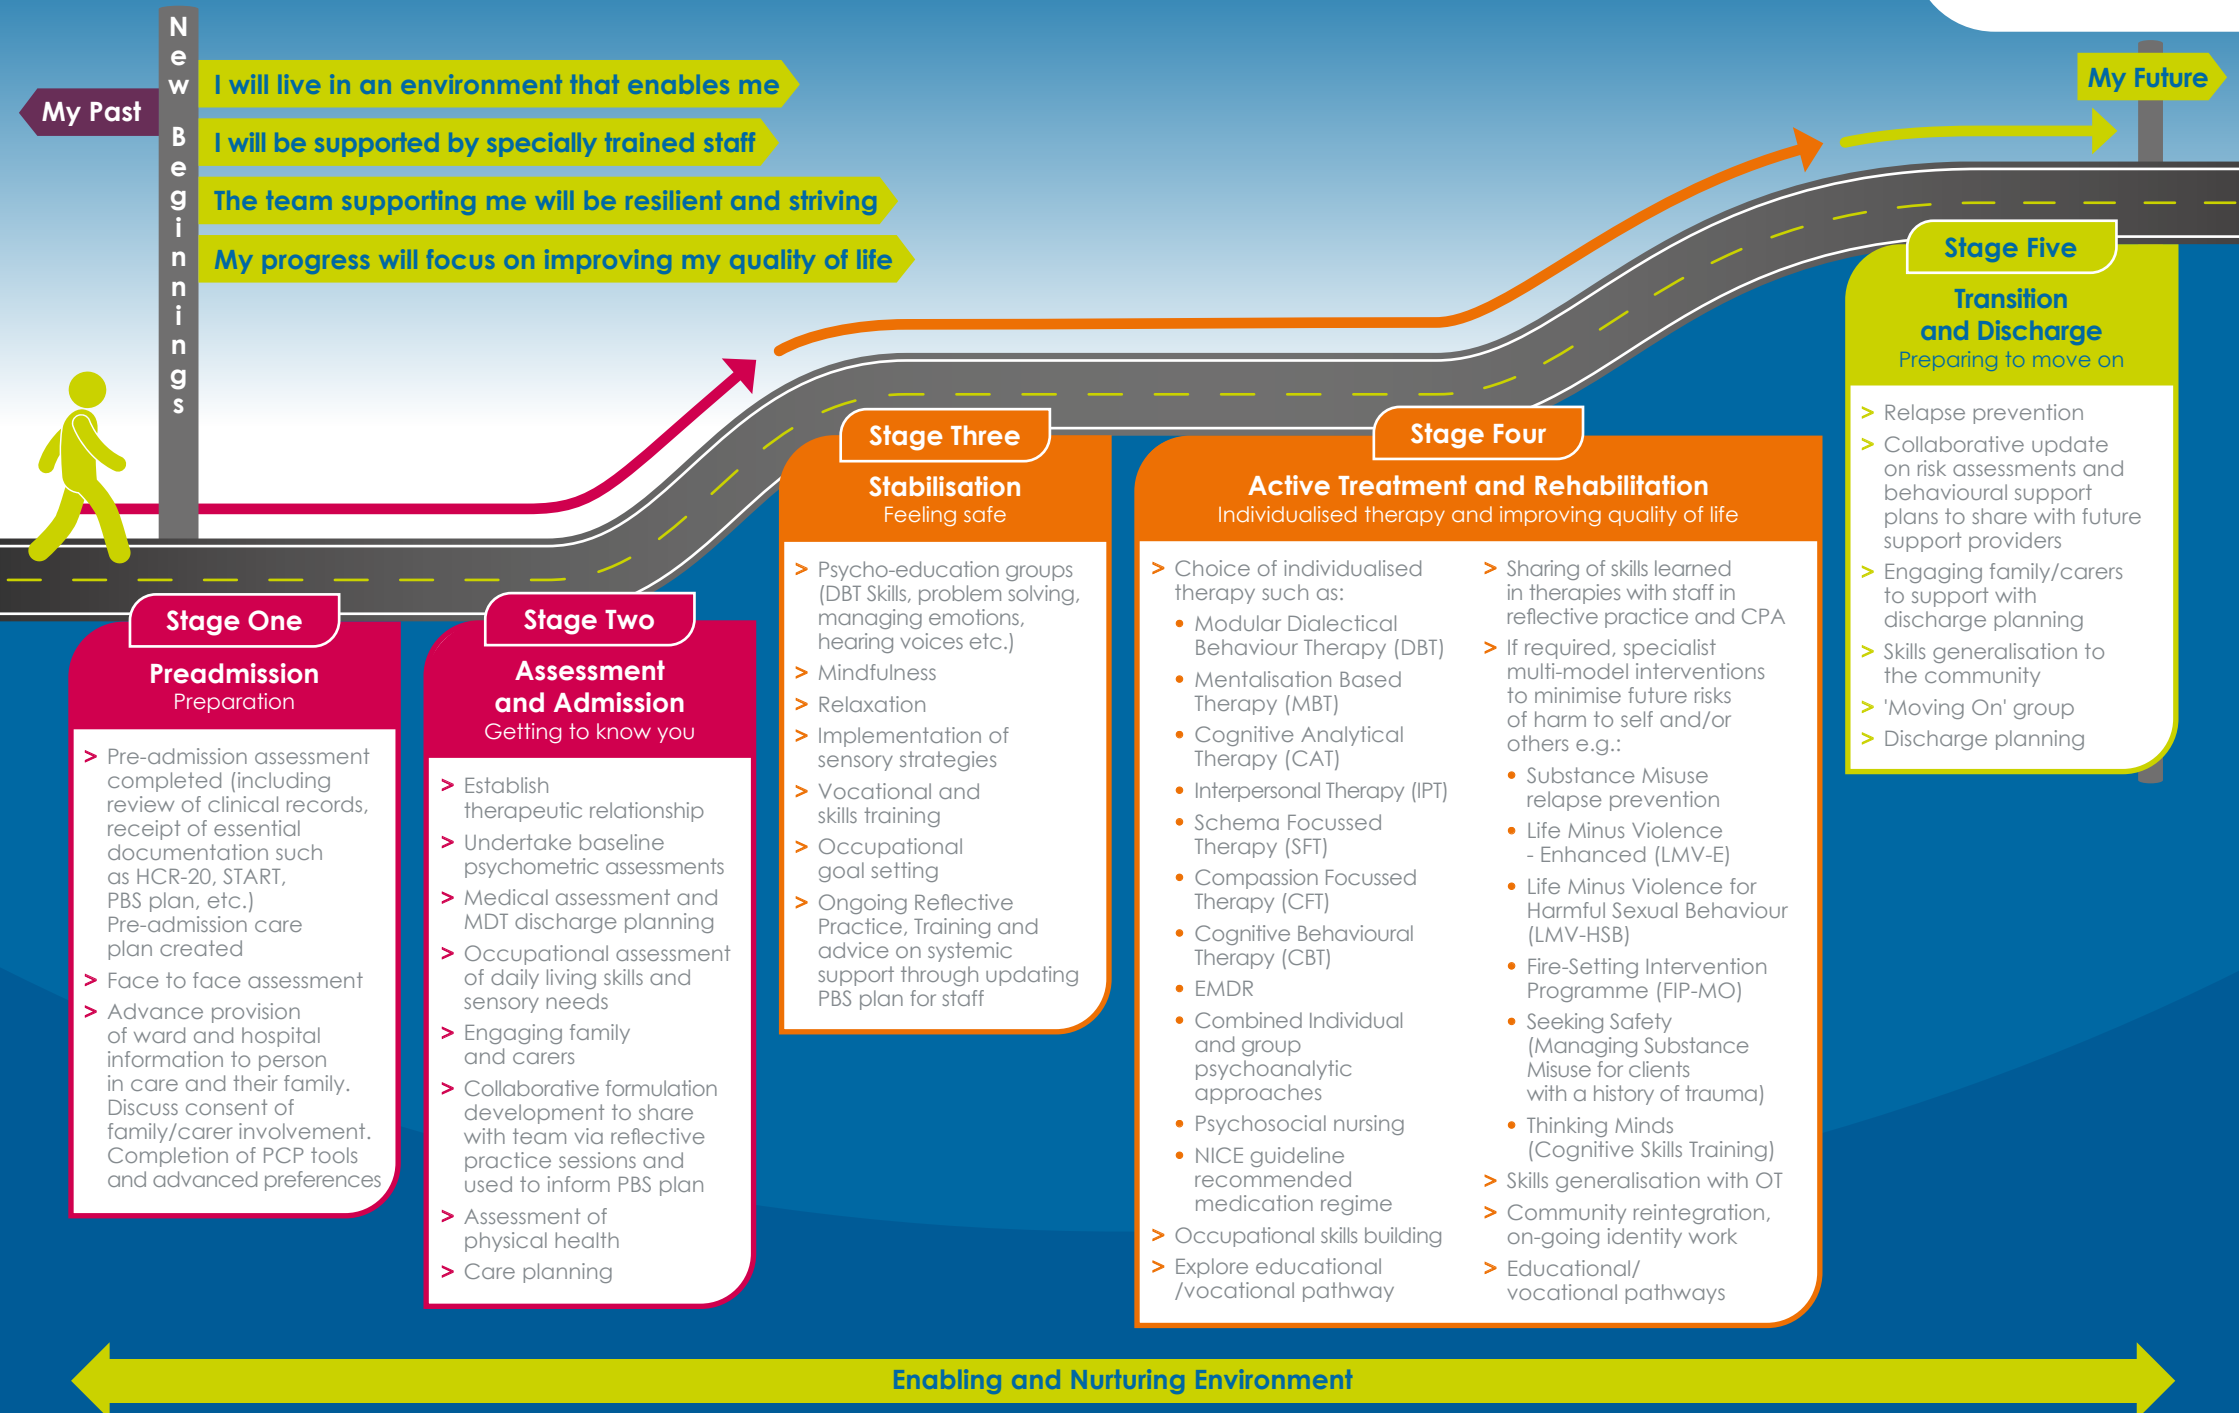 New Beginnings
My Past
I will live in an environment that enables me
I will be supported by specially trained staff
The team supporting me will be resilient and striving
My progress will focus on improving my quality of life
My Future
Stage One
Preadmission
Preparation
> Pre-admission assessment
completed (including
review of clinical records,
receipt of essential
documentation such
as HCR-20, START,
PBS plan, etc.)
Pre-admission care
plan created
> Face to face assessment
> Advance provision
of ward and hospital
information to person
in care and their family.
Discuss consent of
family/carer involvement.
Completion of PCP tools
and advanced preferences
Stage Two
Assessment
and Admission
Getting to know you
> Establish
therapeutic relationship
> Undertake baseline
psychometric assessments
> Medical assessment and
MDT discharge planning
> Occupational assessment
of daily living skills and
sensory needs
> Engaging family
and carers
> Collaborative formulation
development to share
with team via reflective
practice sessions and
used to inform PBS plan
> Assessment of
physical health
> Care planning
Stage Three
Stabilisation
Feeling safe
> Psycho-education groups
(DBT Skills, problem solving,
managing emotions,
hearing voices etc.)
> Mindfulness
> Relaxation
> Implementation of
sensory strategies
> Vocational and
skills training
> Occupational
goal setting
> Ongoing Reflective
Practice, Training and
advice on systemic
support through updating
PBS plan for staff
Stage Four
Active Treatment and Rehabilitation
Individualised therapy and improving quality of life
> Choice of individualised
therapy such as:
• Modular Dialectical
Behaviour Therapy (DBT)
• Mentalisation Based
Therapy (MBT)
• Cognitive Analytical
Therapy (CAT)
• Interpersonal Therapy (IPT)
• Schema Focussed
Therapy (SFT)
• Compassion Focussed
Therapy (CFT)
• Cognitive Behavioural
Therapy (CBT)
• EMDR
• Combined Individual
and group
psychoanalytic
approaches
• Psychosocial nursing
• NICE guideline
recommended
medication regime
> Occupational skills building
> Explore educational
/vocational pathway
> Sharing of skills learned
in therapies with staff in
reflective practice and CPA
> If required, specialist
multi-model interventions
to minimise future risks
of harm to self and/or
others e.g.:
• Substance Misuse
relapse prevention
• Life Minus Violence
- Enhanced (LMV-E)
• Life Minus Violence for
Harmful Sexual Behaviour
(LMV-HSB)
• Fire-Setting Intervention
Programme (FIP-MO)
• Seeking Safety
(Managing Substance
Misuse for clients
with a history of trauma)
• Thinking Minds
(Cognitive Skills Training)
> Skills generalisation with OT
> Community reintegration,
on-going identity work
> Educational/
vocational pathways
Stage Five
Transition
and Discharge
Preparing to move on
> Relapse prevention
> Collaborative update
on risk assessments and
behavioural support
plans to share with future
support providers
> Engaging family/carers
to support with
discharge planning
> Skills generalisation to
the community
> 'Moving On' group
> Discharge planning
Enabling and Nurturing Environment